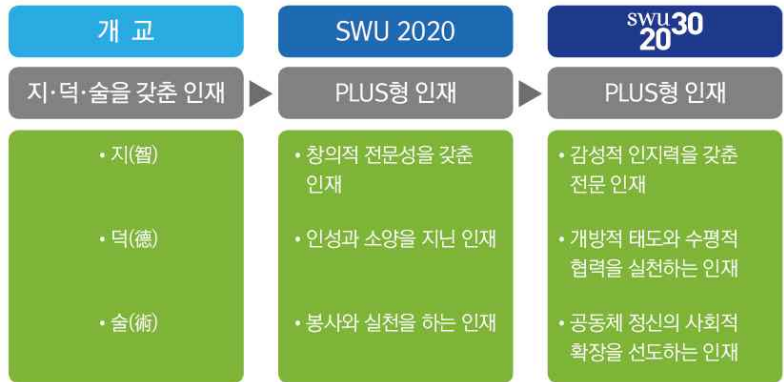 개 교
지·덕·술을 갖춘 인재
• 지(智)
• 덕(德)
• 술(術)
SWU 2020
PLUS형 인재
• 창의적 전문성을 갖춘
인재
• 인성과 소양을 지닌 인재
• 봉사와 실천을 하는 인재
swu 30
20
PLUS형 인재
• 감성적 인지력을 갖춘
전문 인재
• 개방적 태도와 수평적
협력을 실천하는 인재
• 공동체 정신의 사회적
확장을 선도하는 인재